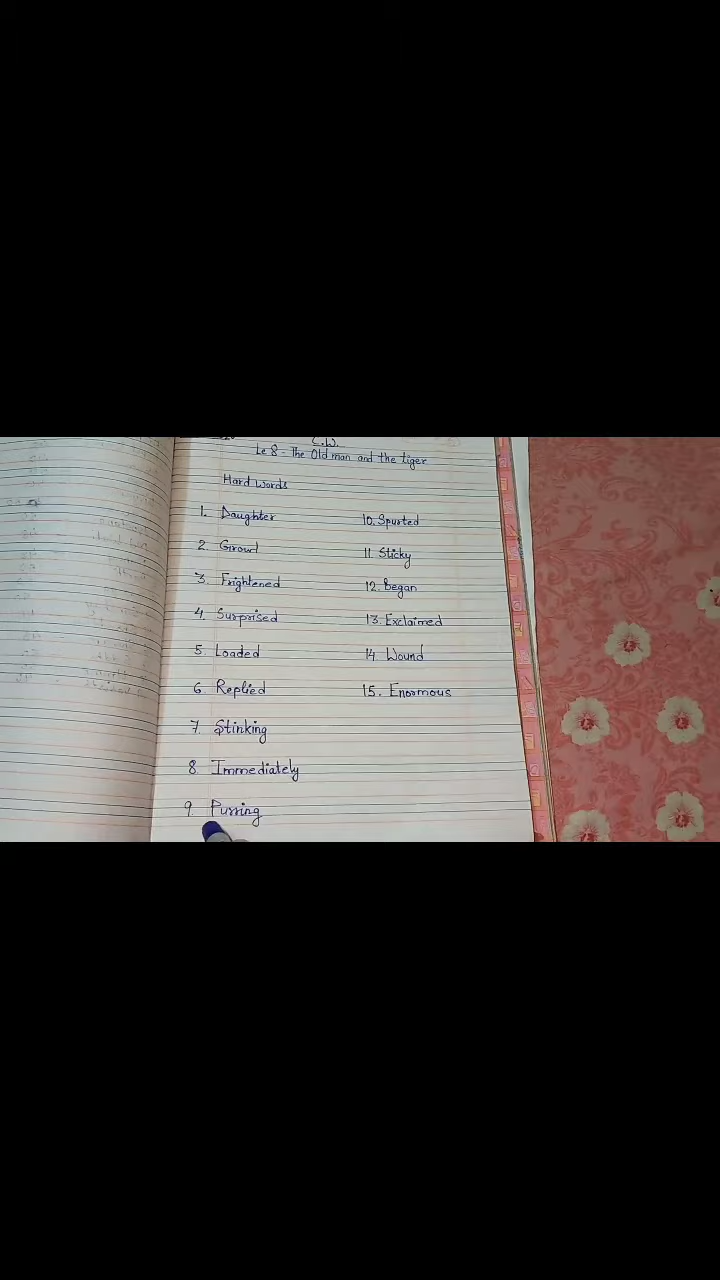 C.W.
Le 8 - The Old man and the tiger
Hard words
1. Daughter
2. Growl
3. Frightened
4. Surprised
5. Loaded
6. Replied
7. Stinking
8. Immediately
9. Purring
10. Spurted
11. Sticky
12. Began
13. Exclaimed
14. Wound
15. Enormous